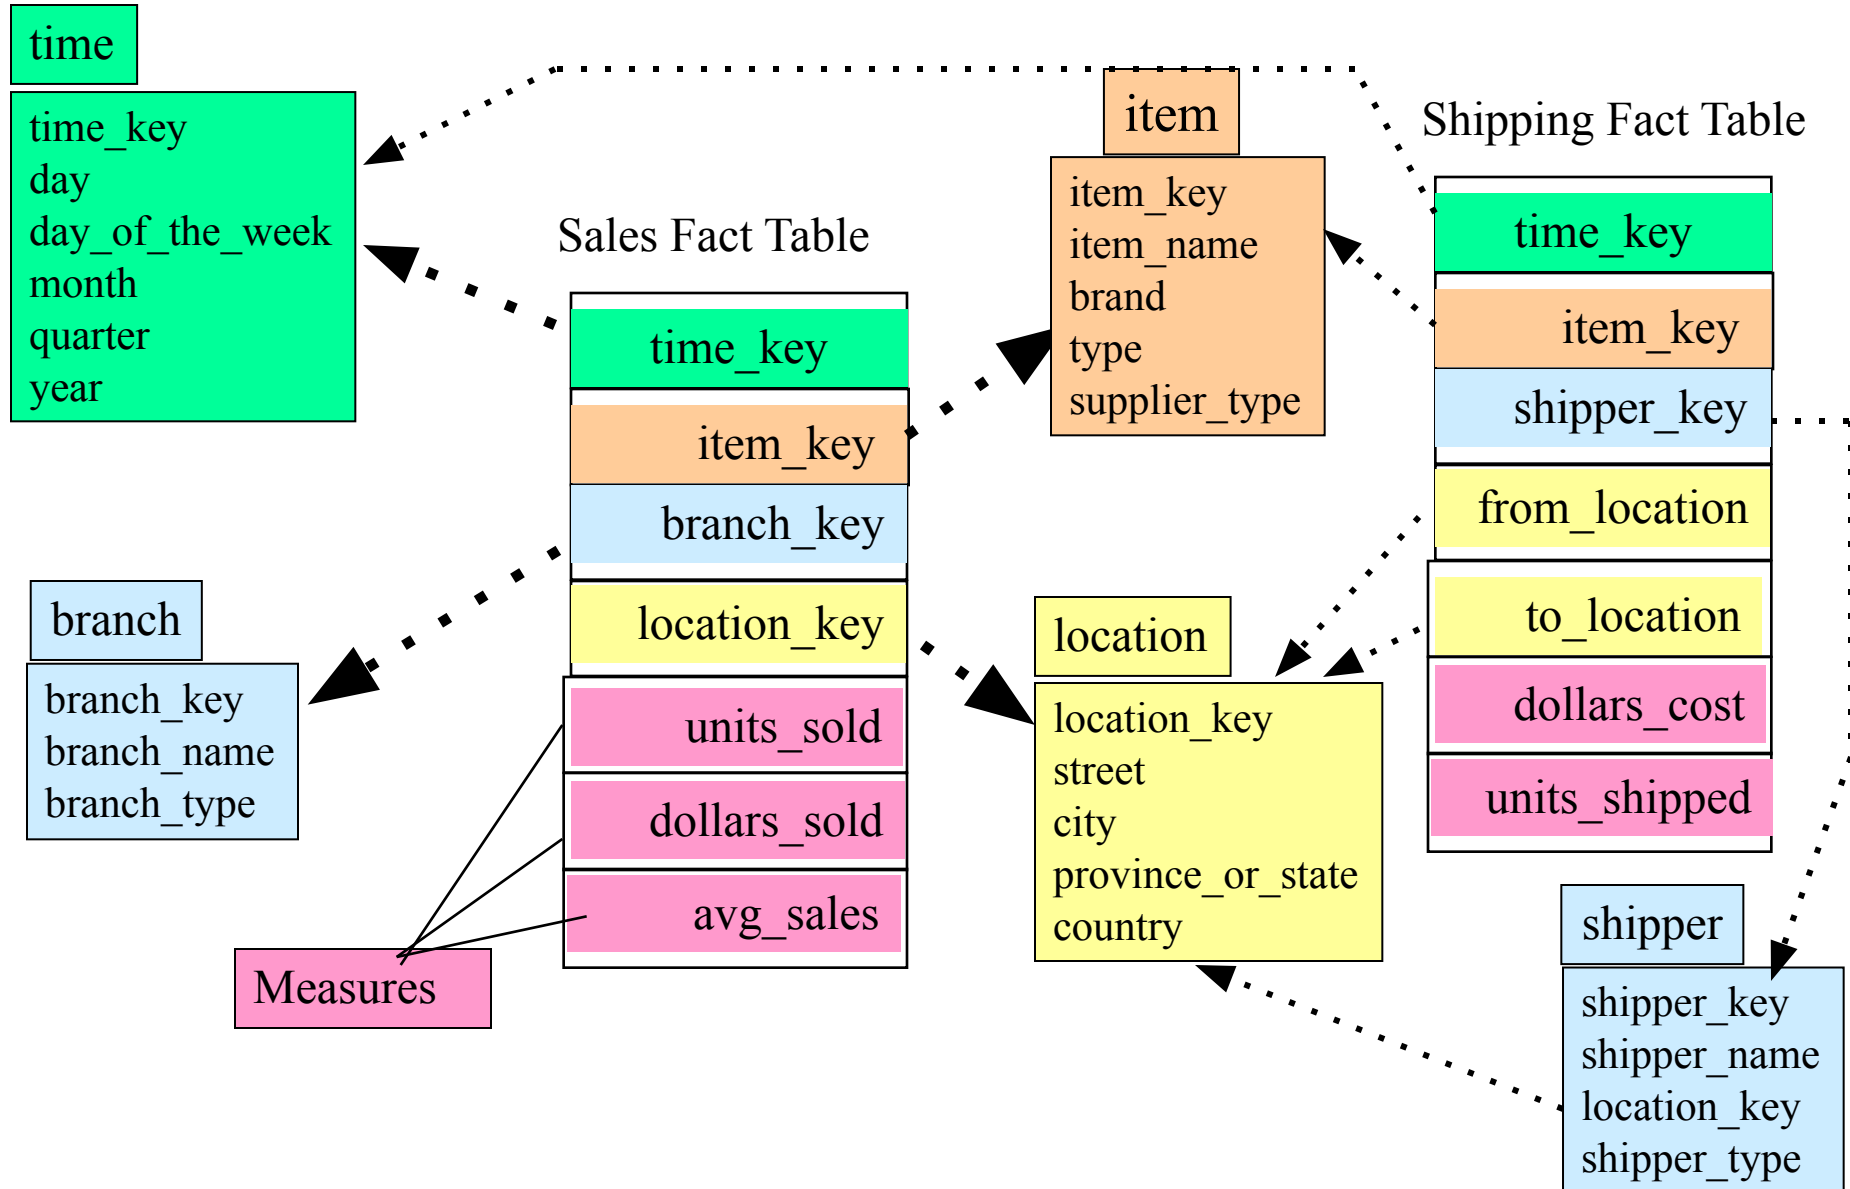 time
time_key
day
day_of_the_week
month
quarter
year
Sales Fact Table
time_key
item_key
branch_key
location_key
units_sold
dollars_sold
avg_sales
Measures
branch
branch_key
branch_name
branch_type
item
item_key
item_name
brand
type
supplier_type
location
location_key
street
city
province_or_state
country
Shipping Fact Table
time_key
item_key
shipper_key
from_location
to_location
dollars_cost
units_shipped
shipper
shipper_key
shipper_name
location_key
shipper_type